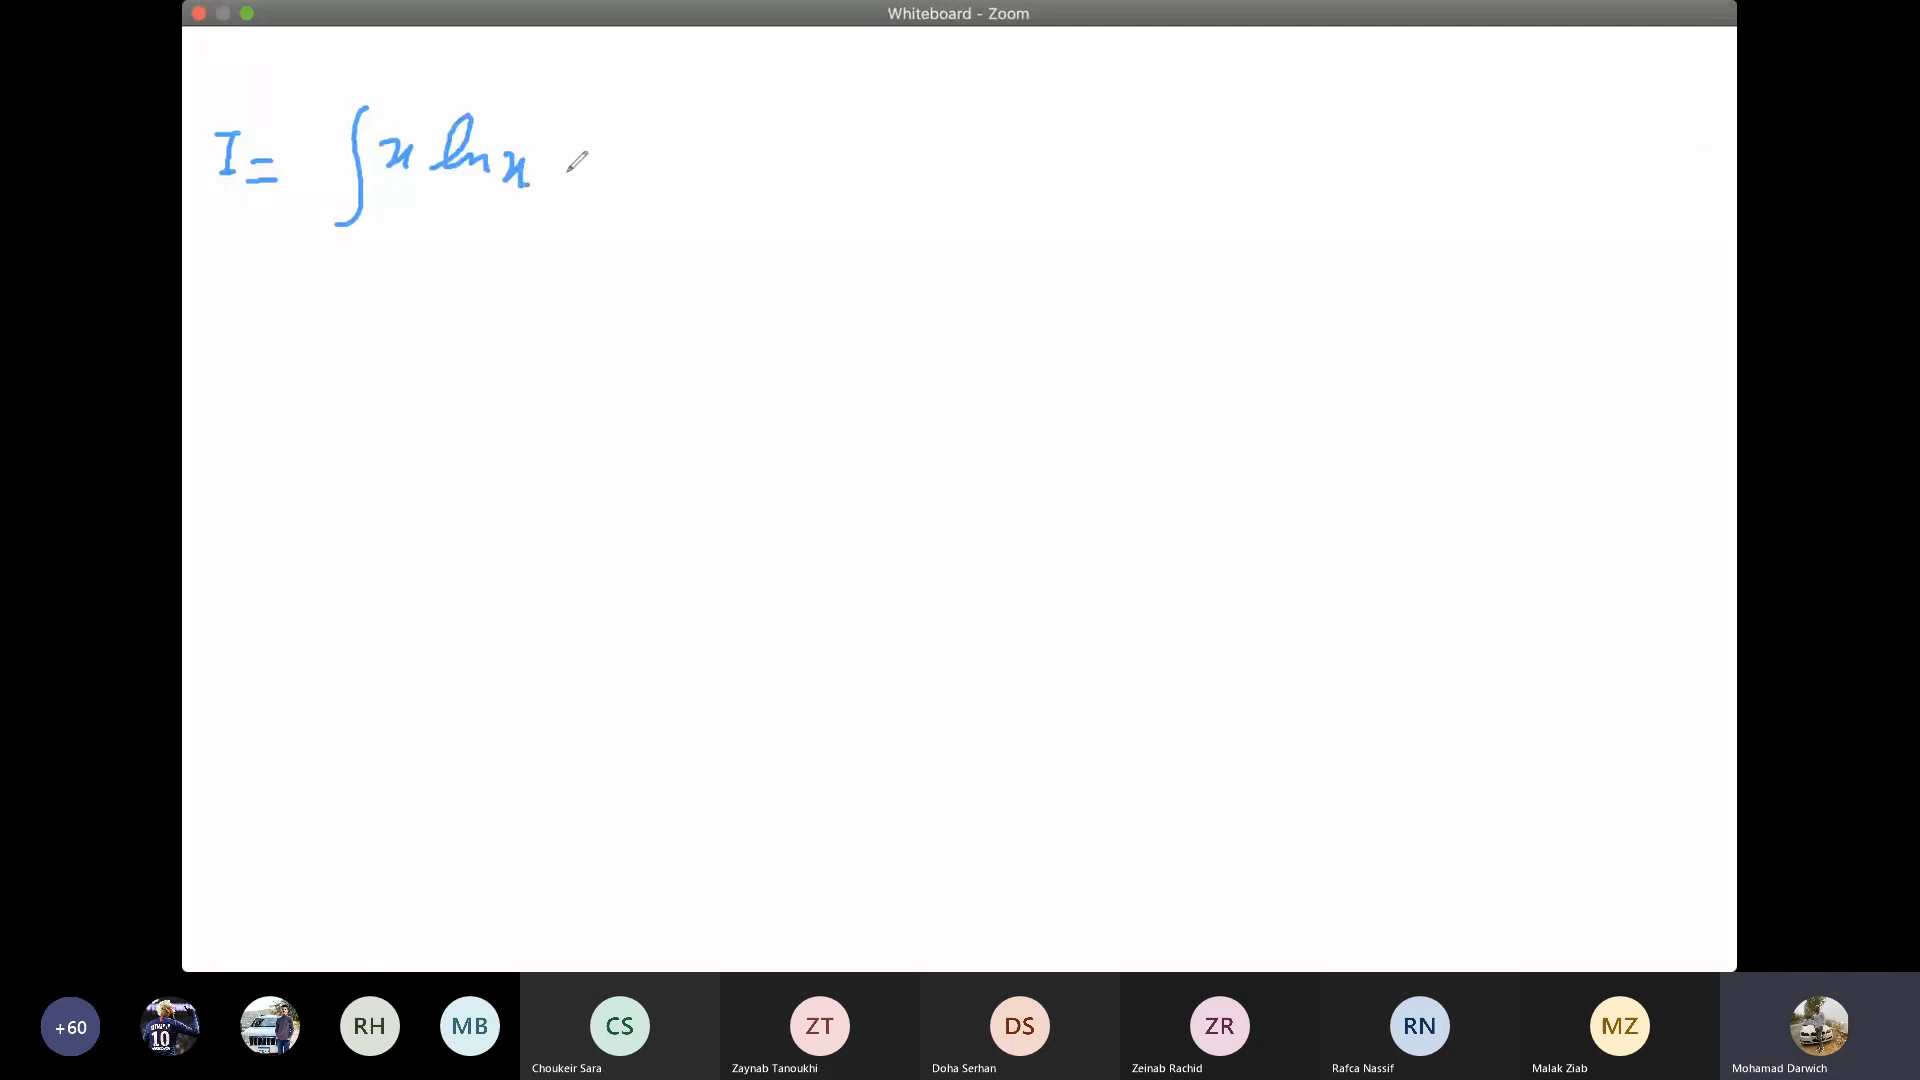 Whiteboard - Zoom
I = ∫ x ln x
+60
10
RH
MB
CS
ZT
DS
ZR
RN
MZ
Choukeir Sara
Zaynab Tanoukhi
Doha Serhan
Zeinab Rachid
Rafca Nassif
Malak Ziab
Mohamad Darwich